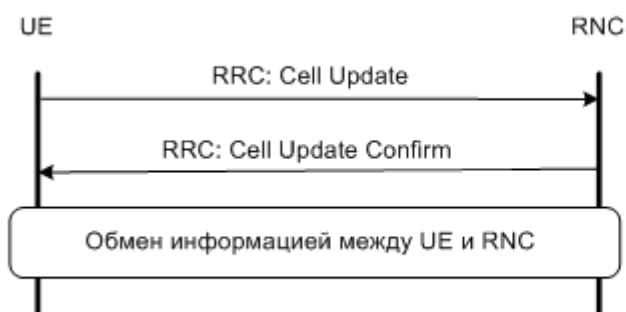 UE
RNC
RRC: Cell Update
RRC: Cell Update Confirm
Обмен информацией между UE и RNC